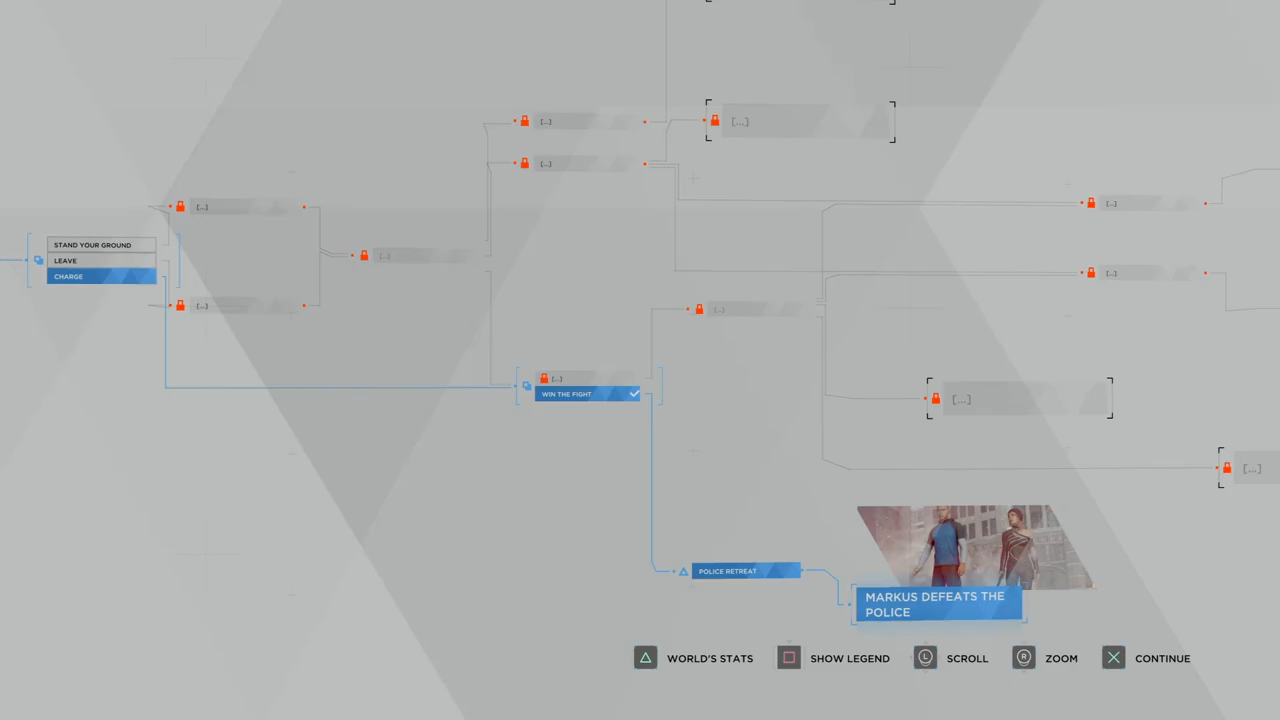 [...]
[...]
[...]
[...]
STAND YOUR GROUND
LEAVE
CHARGE
[...]
[...]
[...]
[...]
[...]
[...]
WIN THE FIGHT
[...]
[...]
POLICE RETREAT
MARKUS DEFEATS THE
POLICE
WORLD'S STATS
SHOW LEGEND
L
SCROLL
R
ZOOM
CONTINUE